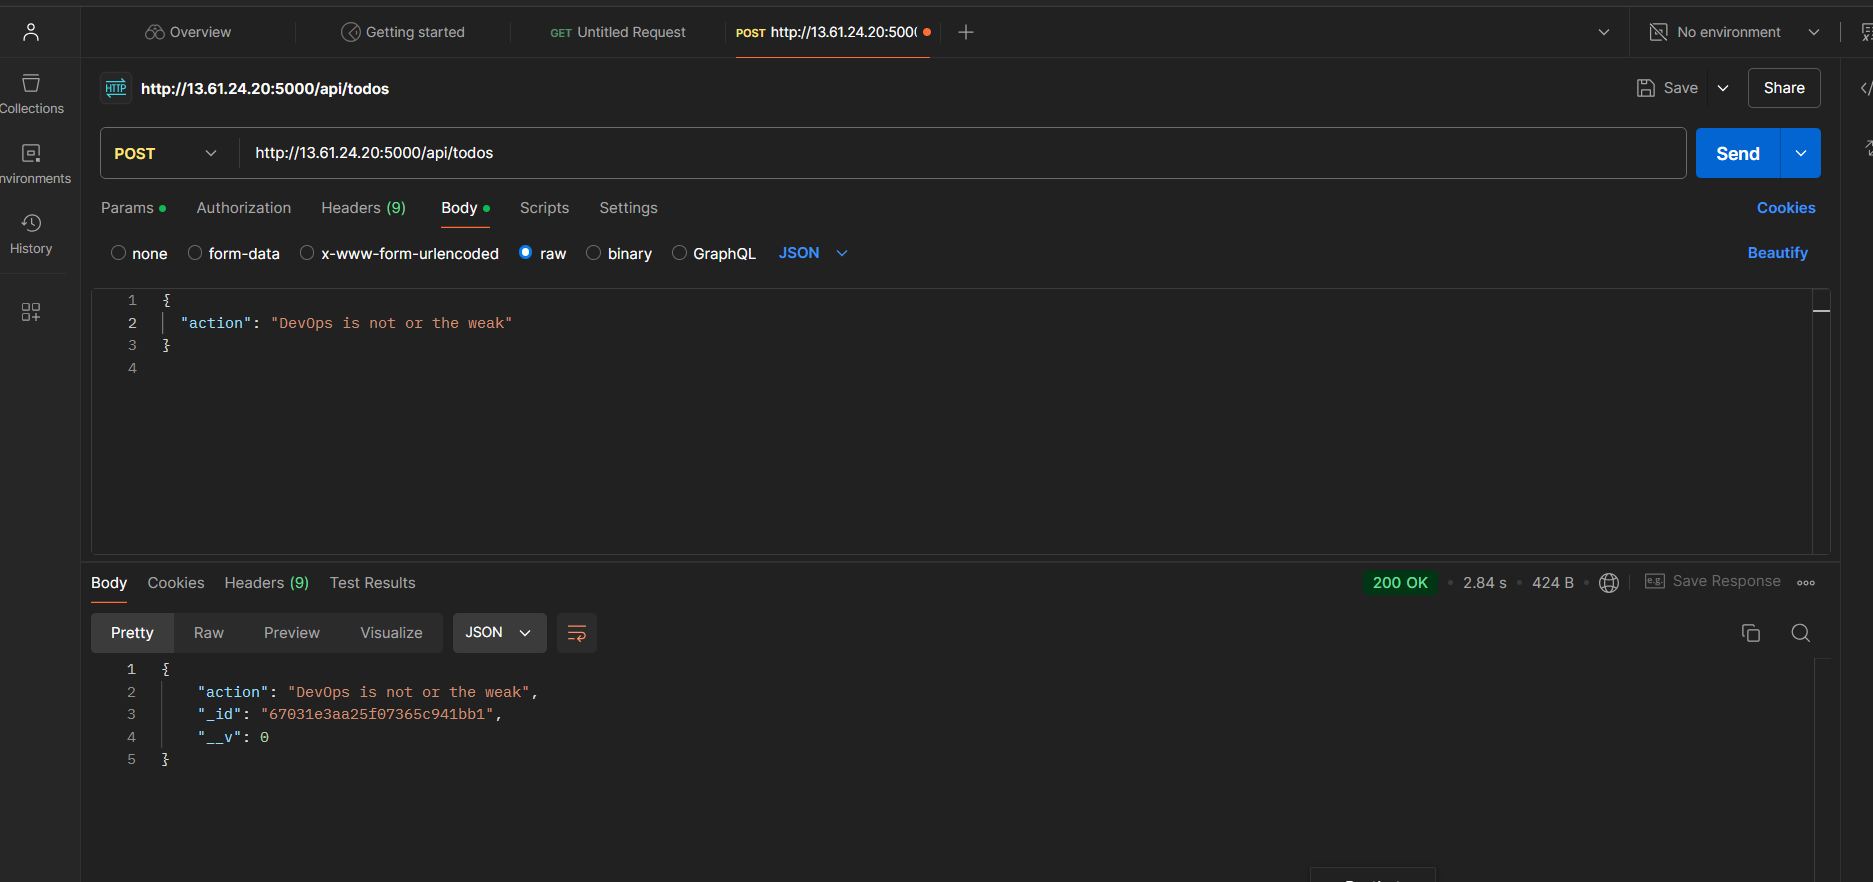 Overview
Getting started
GET Untitled Request
POST http://13.61.24.20:500
No environment
Collections
nvironments
History
HTTP http://13.61.24.20:5000/api/todos
Save
Share
POST
http://13.61.24.20:5000/api/todos
Send
Params
Authorization
Headers (9)
Body
Scripts
Settings
Cookies
none
form-data
x-www-form-urlencoded
raw
binary
GraphQL
JSON
Beautify
1 {
2 "action": "DevOps is not or the weak"
3 }
4
Body
Cookies
Headers (9)
Test Results
200 OK
2.84 s
424 B
e.g. Save Response
Pretty
Raw
Preview
Visualize
JSON
1 {
2 "action": "DevOps is not or the weak",
3 "_id": "67031e3aa25f07365c941bb1",
4 "__v": 0
5 }